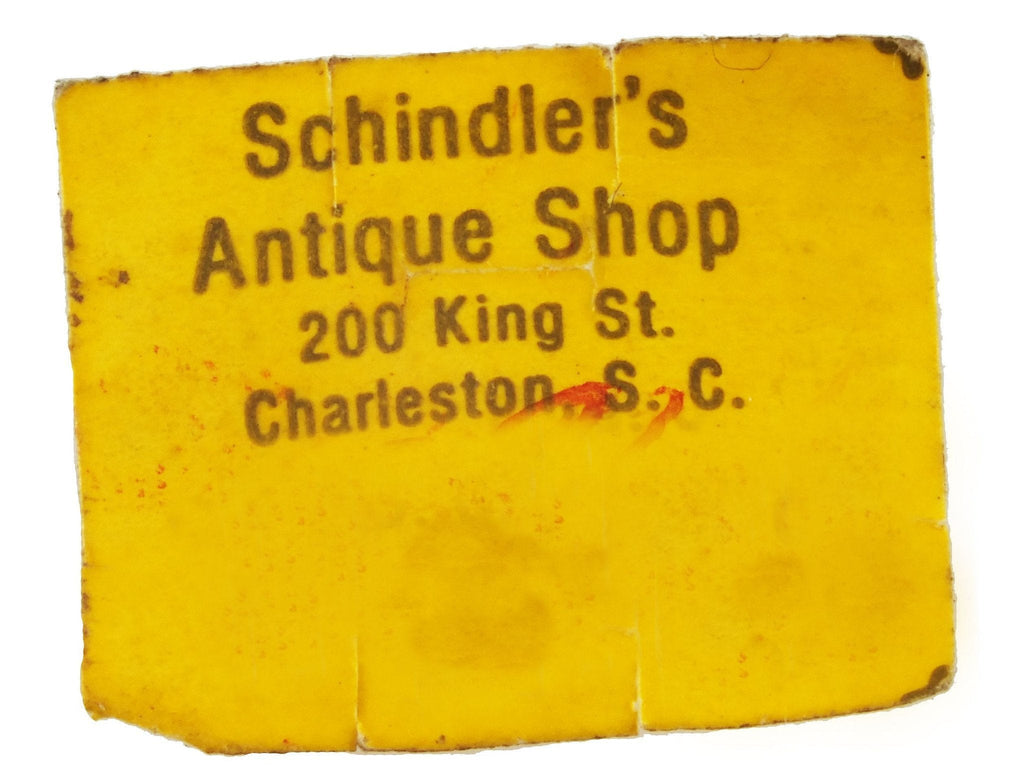 Schindler's
Antique Shop
200 King St.
Charleston, S. C.